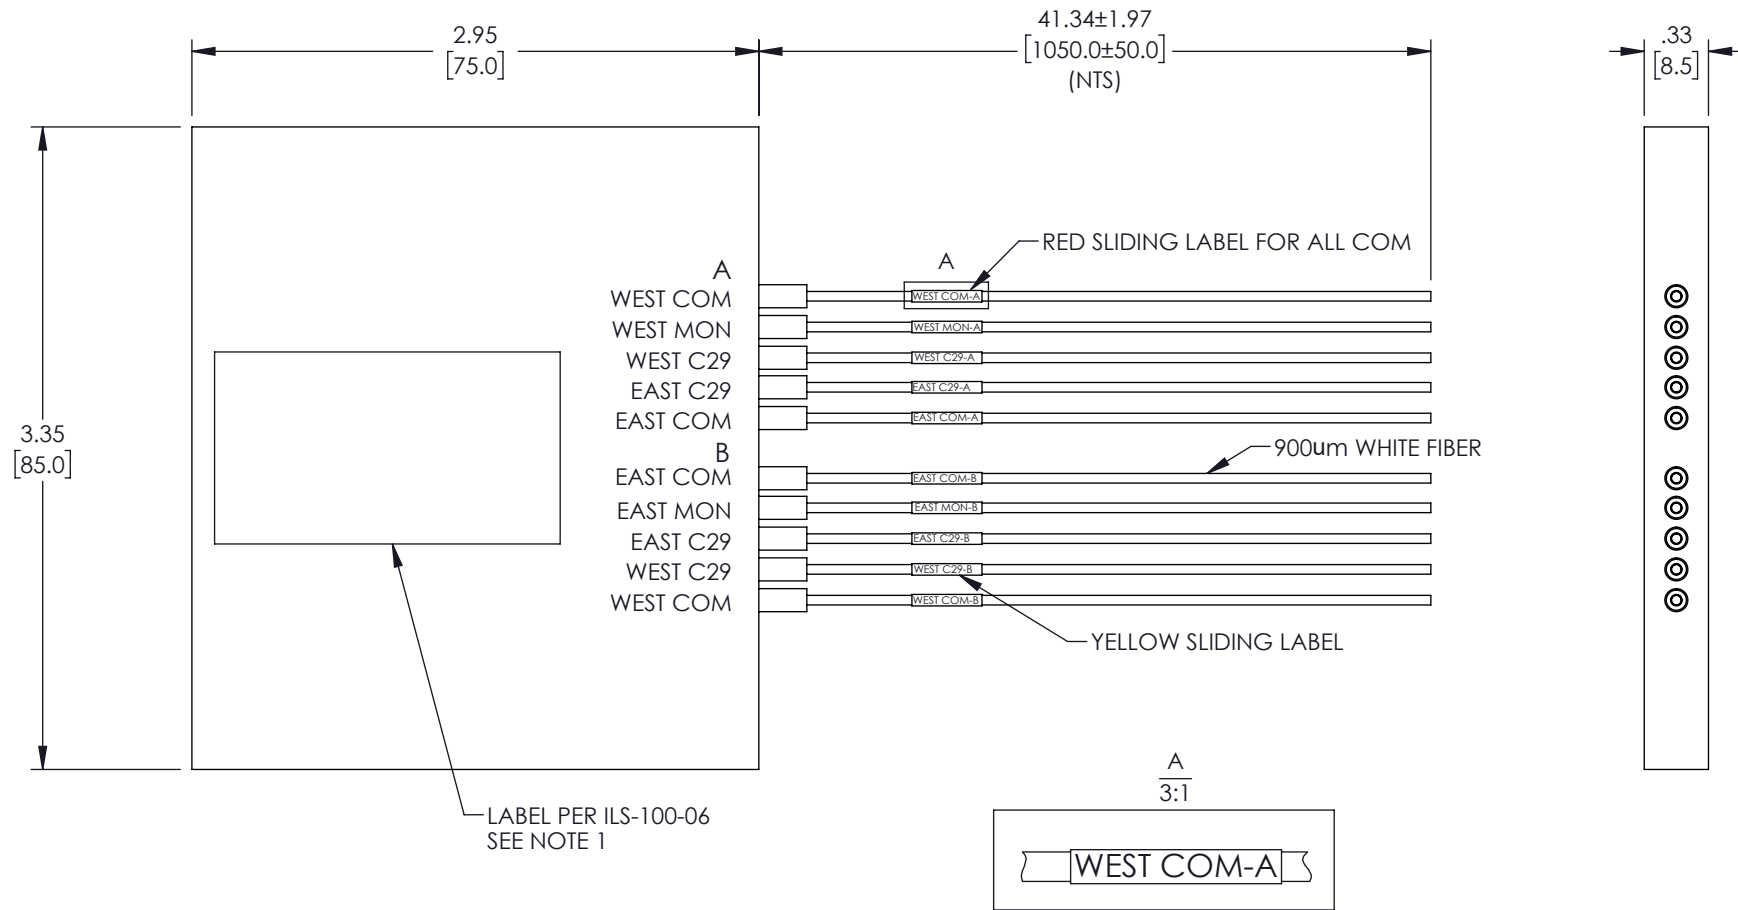 2.95
[75.0]
41.34±1.97
[1050.0±50.0]
(NTS)
.33
[8.5]
3.35
[85.0]
A
WEST COM
WEST MON
WEST C29
EAST C29
EAST COM
B
EAST COM
EAST MON
EAST C29
WEST C29
WEST COM
A
RED SLIDING LABEL FOR ALL COM
WEST COM-A
WEST MON-A
WEST C29-A
EAST C29-A
EAST COM-A
900um WHITE FIBER
EAST COM-B
EAST MON-B
EAST C29-B
WEST C29-B
WEST COM-B
YELLOW SLIDING LABEL
LABEL PER ILS-100-06
SEE NOTE 1
A
3:1
WEST COM-A